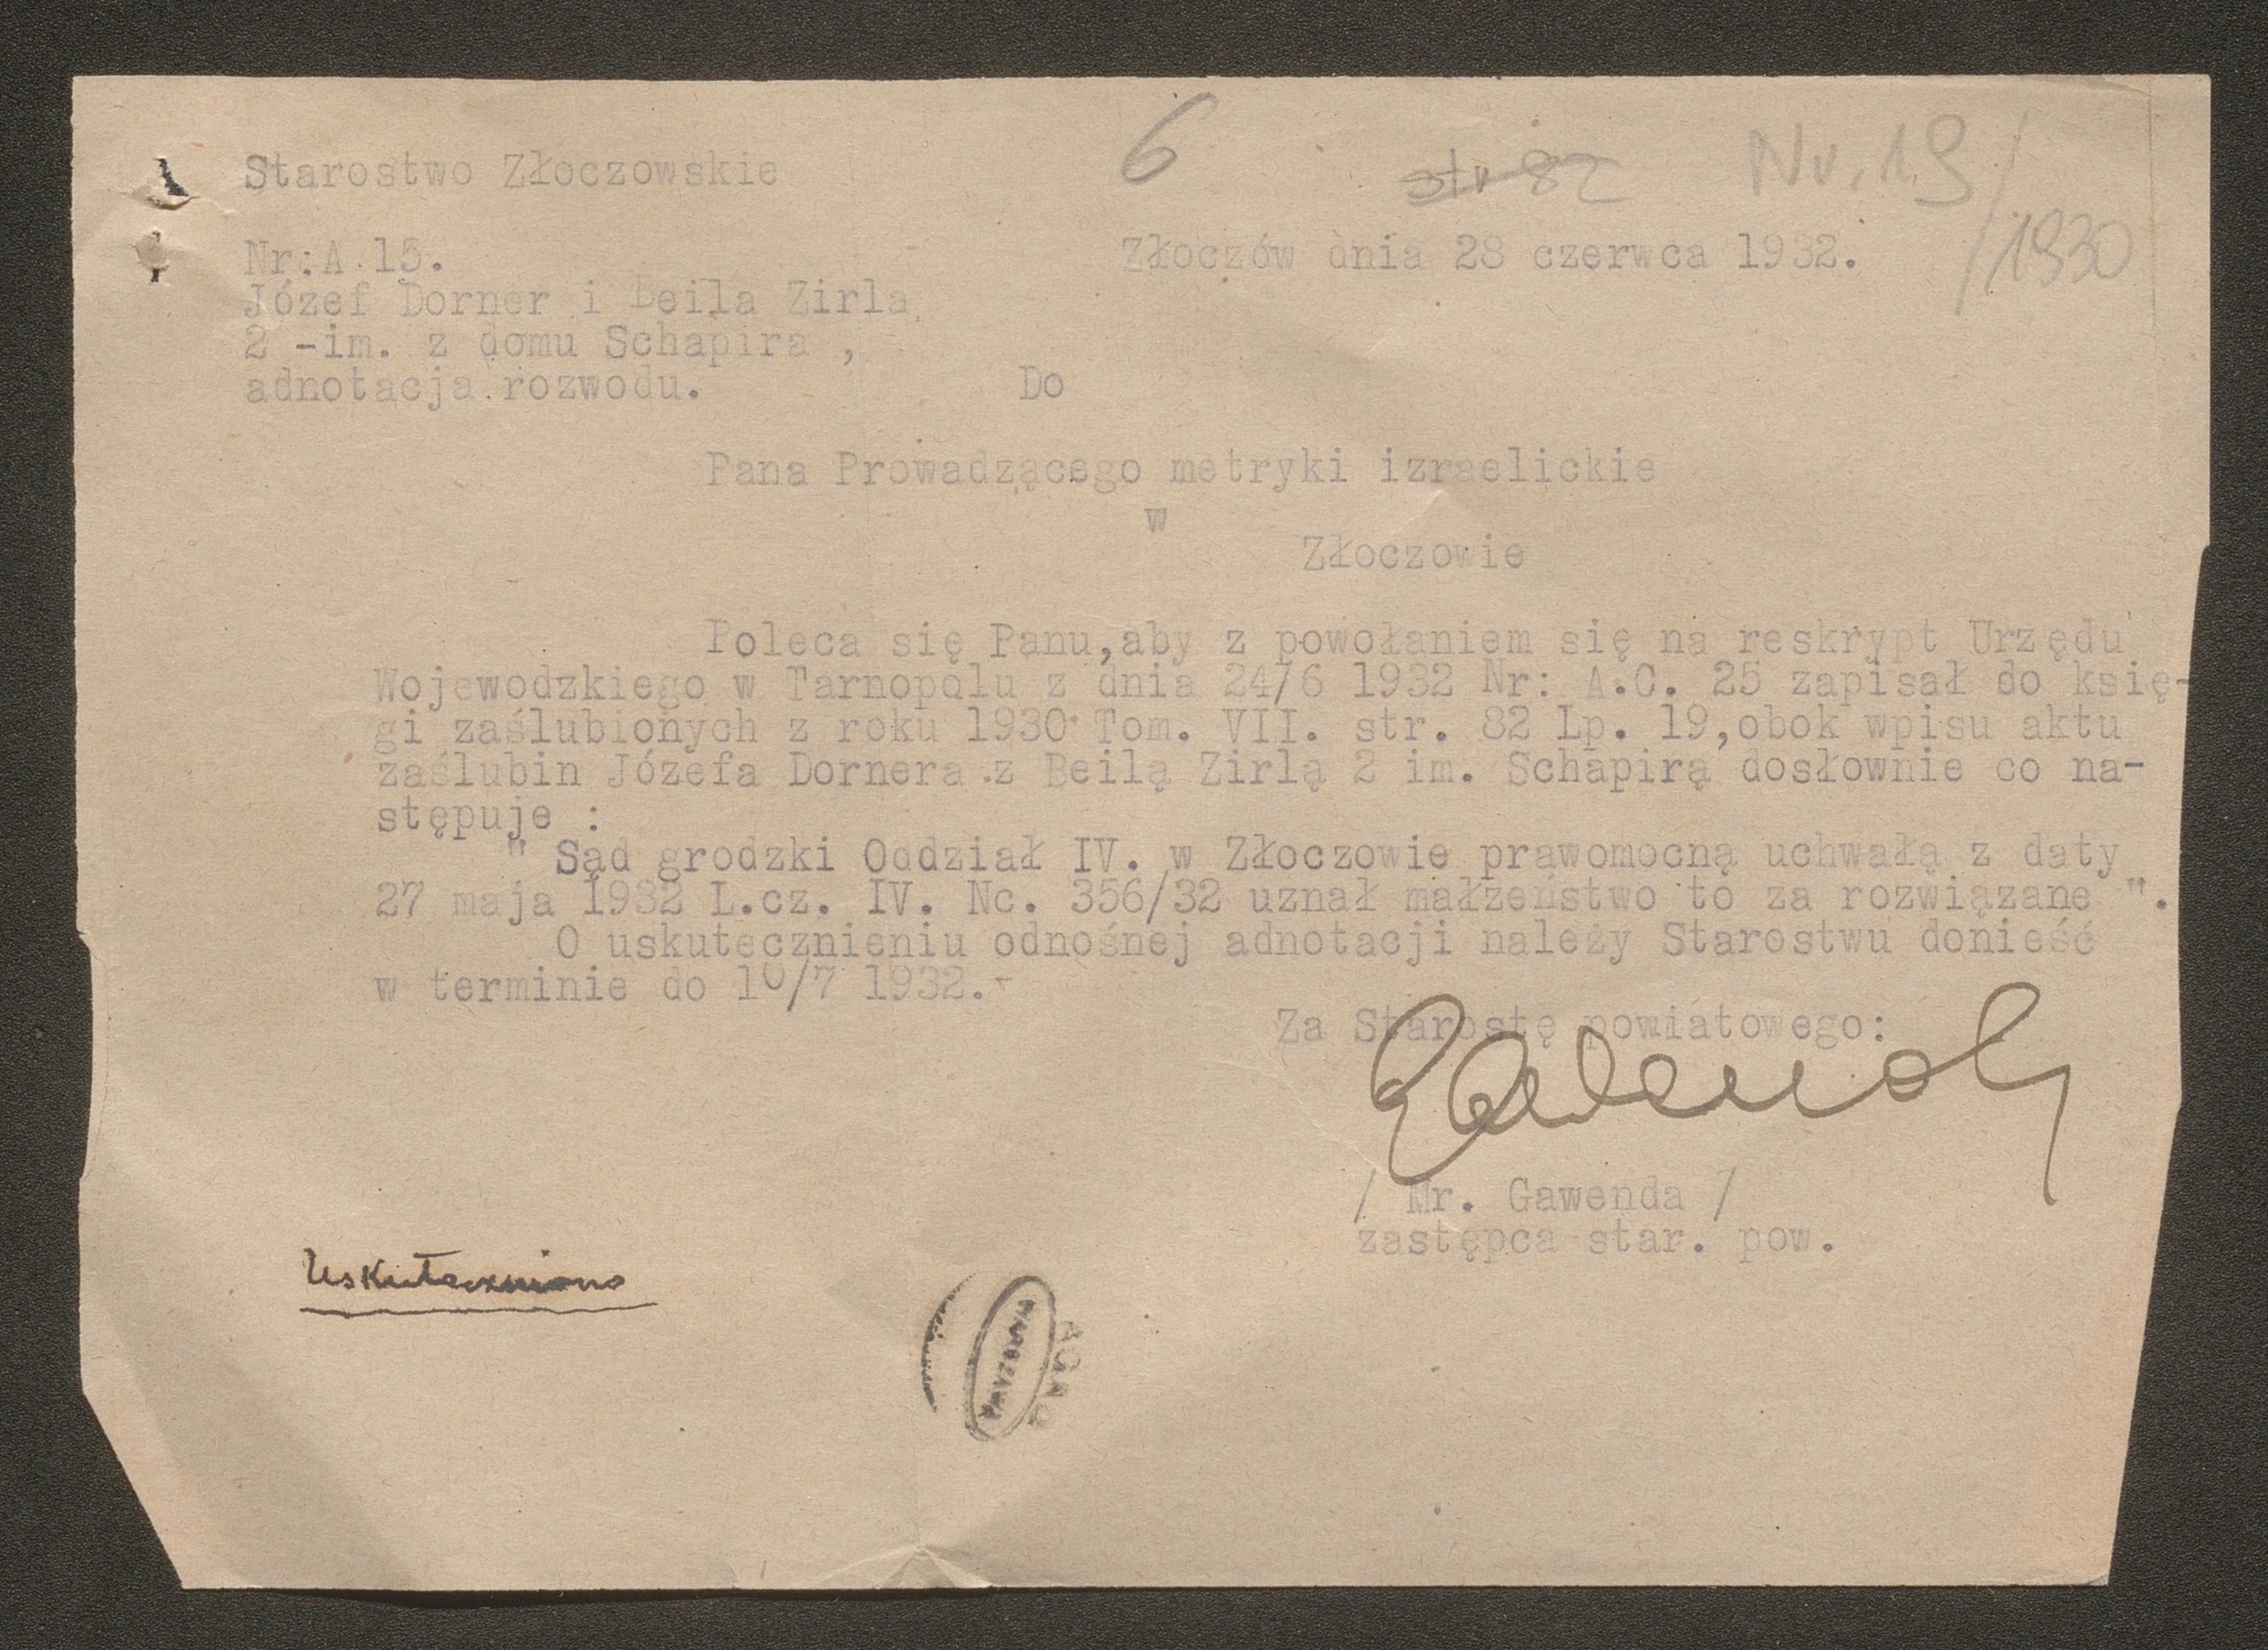 6
str 82
Nr. 19/1930
Starostwo Złoczowskie
Nr:A 15.
Złoczów dnia 28 czerwca 1932.
Józef Dorner i Beila Zirla
2 -im. z domu Schapira ,
adnotacja rozwodu.
Do
Pana Prowadzącego metryki izraelickie
w
Złoczowie
Poleca się Panu,aby z powołaniem się na reskrypt Urzędu
Wojewodzkiego w Tarnopolu z dnia 24/6 1932 Nr: A.C. 25 zapisał do księ-
gi zaślubionych z roku 1930 Tom. VII. str. 82 Lp. 19,obok wpisu aktu
zaślubin Józefa Dornera z Beilą Zirlą 2 im. Schapirą dosłownie co na-
stępuje :
" Sąd grodzki Oddział IV. w Złoczowie prawomocną uchwałą z daty
27 maja 1932 L.cz. IV. Nc. 356/32 uznał małżeństwo to za rozwiązane ".
O uskutecznieniu odnośnej adnotacji należy Starostwu donieść
w terminie do 10/7 1932.-
Za Starostę powiatowego:
/ Mr. Gawenda /
zastępca star. pow.
Uskuteczniono
AGAD
WARSZAWA